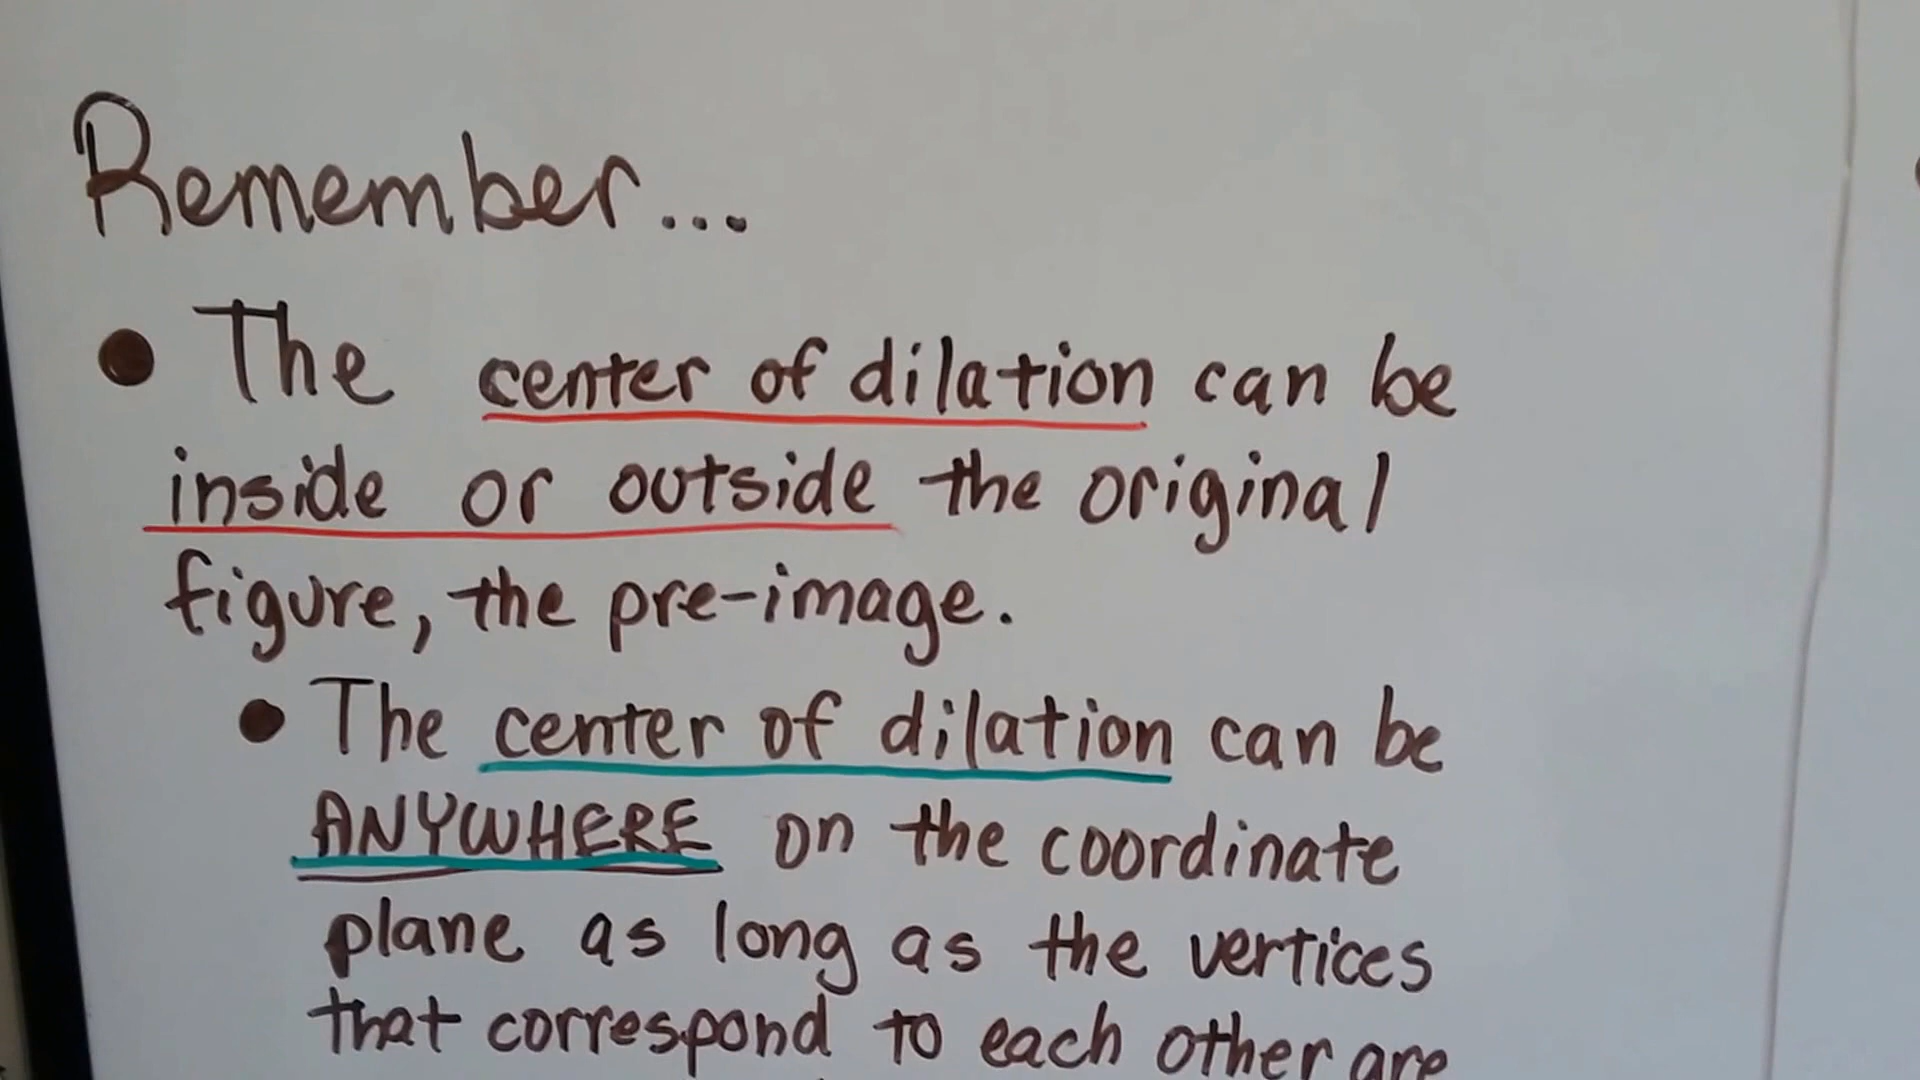 Remember...
• The center of dilation can be
inside or outside the original
figure, the pre-image.
• The center of dilation can be
ANYWHERE on the coordinate
plane as long as the vertices
that correspond to each other are